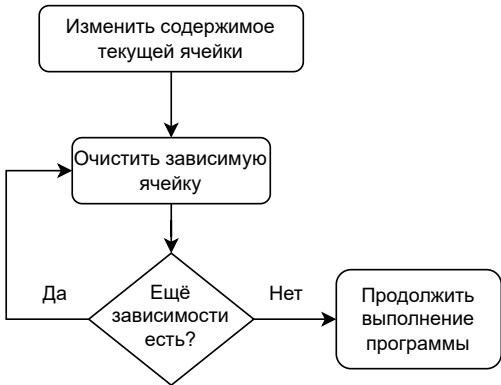 Изменить содержимое
текущей ячейки
Очистить зависимую
ячейку
Да
Ещё
зависимости
есть?
Нет
Продолжить
выполнение
программы